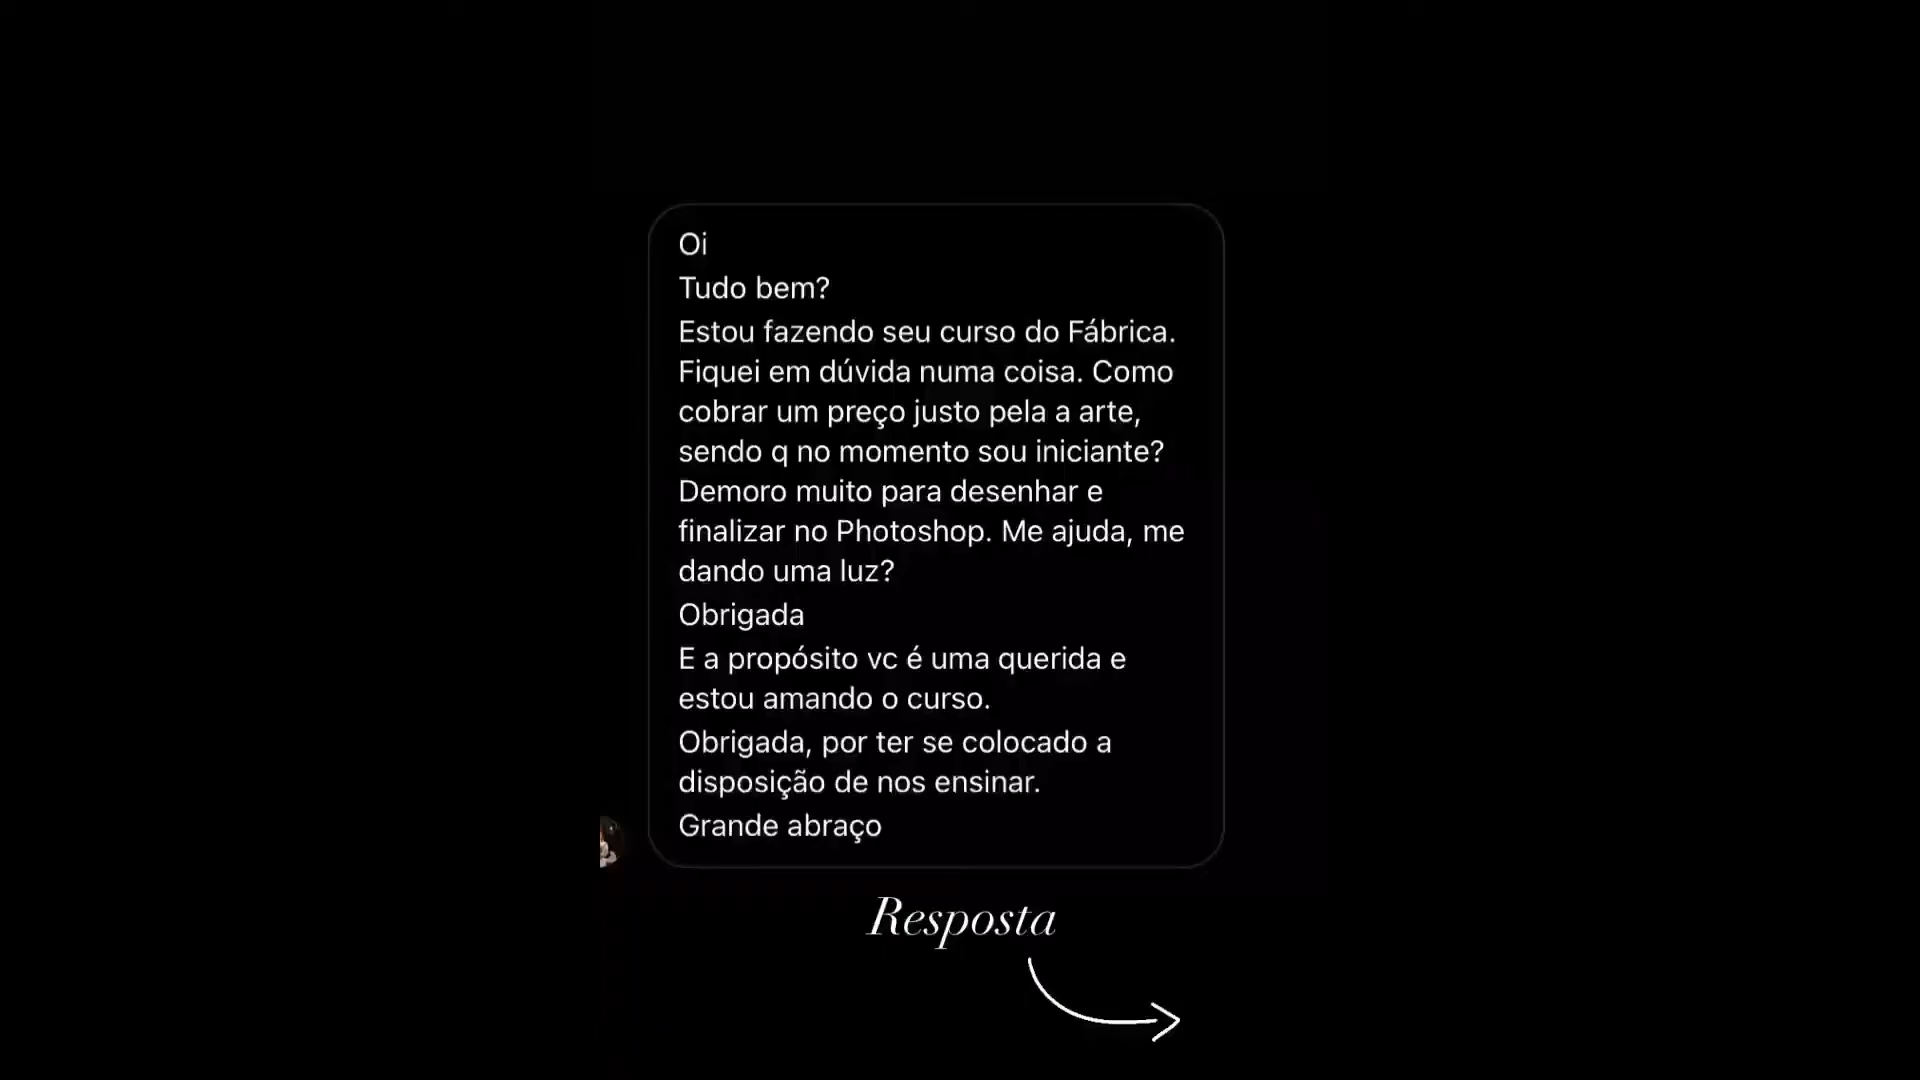 Oi
Tudo bem?
Estou fazendo seu curso do Fábrica.
Fiquei em dúvida numa coisa. Como
cobrar um preço justo pela a arte,
sendo q no momento sou iniciante?
Demoro muito para desenhar e
finalizar no Photoshop. Me ajuda, me
dando uma luz?
Obrigada
E a propósito vc é uma querida e
estou amando o curso.
Obrigada, por ter se colocado a
disposição de nos ensinar.
Grande abraço
Resposta